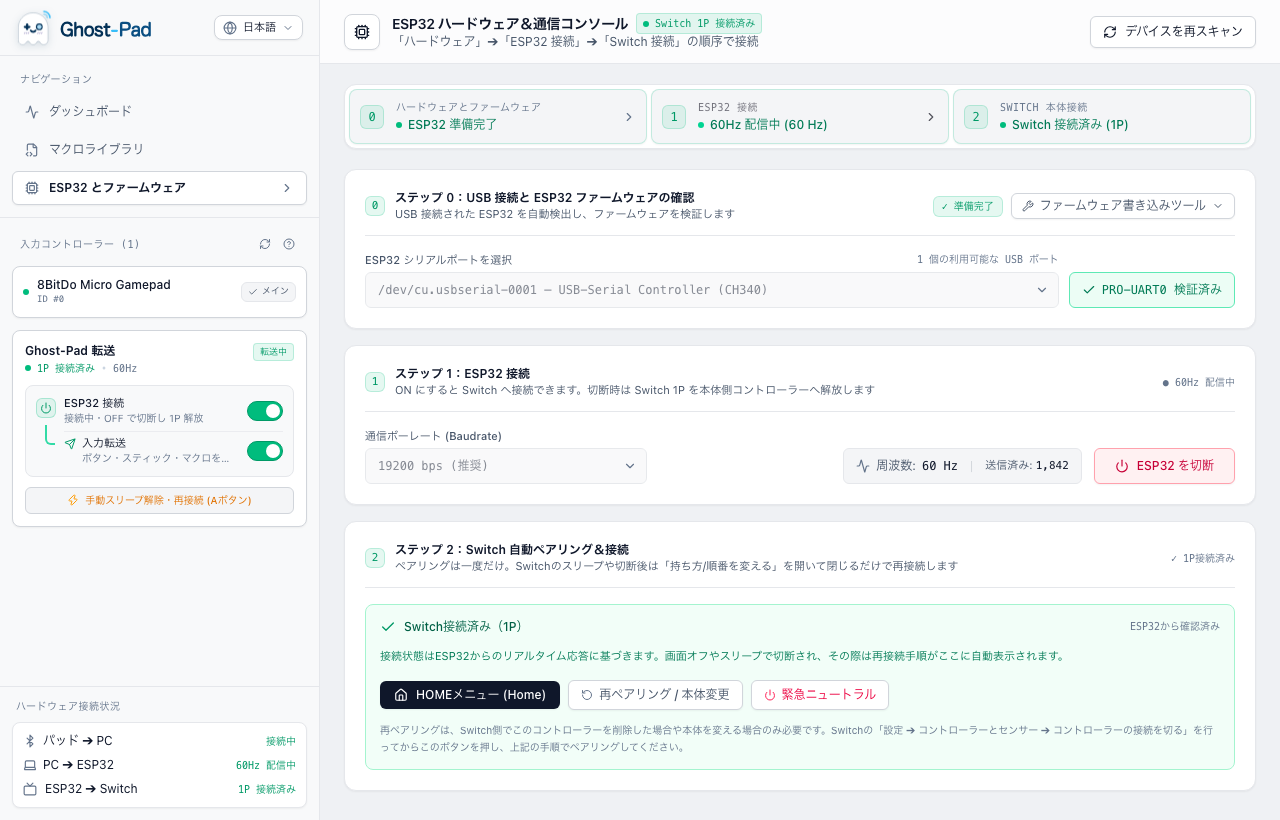 Ghost-Pad
日本語
ナビゲーション
ダッシュボード
マクロライブラリ
ESP32 とファームウェア
入力コントローラー (1)
8BitDo Micro Gamepad
ID #0
メイン
Ghost-Pad 転送
転送中
1P 接続済み • 60Hz
ESP32 接続
接続中・OFF で切断し 1P 解放
入力転送
ボタン・スティック・マクロを…
手動スリープ解除・再接続 (Aボタン)
ハードウェア接続状況
パッド ➔ PC
接続中
PC ➔ ESP32
60Hz 配信中
ESP32 ➔ Switch
1P 接続済み
ESP32 ハードウェア＆通信コンソール
Switch 1P 接続済み
「ハードウェア」➔「ESP32 接続」➔「Switch 接続」の順序で接続
デバイスを再スキャン
0
ハードウェアとファームウェア
ESP32 準備完了
1
ESP32 接続
60Hz 配信中 (60 Hz)
2
SWITCH 本体接続
Switch 接続済み (1P)
0
ステップ 0：USB 接続と ESP32 ファームウェアの確認
USB 接続された ESP32 を自動検出し、ファームウェアを検証します
✓ 準備完了
ファームウェア書き込みツール
ESP32 シリアルポートを選択
1 個の利用可能な USB ポート
/dev/cu.usbserial-0001 — USB-Serial Controller (CH340)
PRO-UART0 検証済み
1
ステップ 1：ESP32 接続
ON にすると Switch へ接続できます。切断時は Switch 1P を本体側コントローラーへ解放します
● 60Hz 配信中
通信ボーレート (Baudrate)
19200 bps (推奨)
周波数: 60 Hz
送信済み: 1,842
ESP32 を切断
2
ステップ 2：Switch 自動ペアリング＆接続
ペアリングは一度だけ。Switchのスリープや切断後は「持ち方/順番を変える」を開いて閉じるだけで再接続します
✓ 1P接続済み
Switch接続済み（1P）
ESP32から確認済み
接続状態はESP32からのリアルタイム応答に基づきます。画面オフやスリープで切断され、その際は再接続手順がここに自動表示されます。
HOMEメニュー (Home)
再ペアリング / 本体変更
緊急ニュートラル
再ペアリングは、Switch側でこのコントローラーを削除した場合や本体を変える場合のみ必要です。Switchの「設定 ➔ コントローラーとセンサー ➔ コントローラーの接続を切る」を行
ってからこのボタンを押し、上記の手順でペアリングしてください。